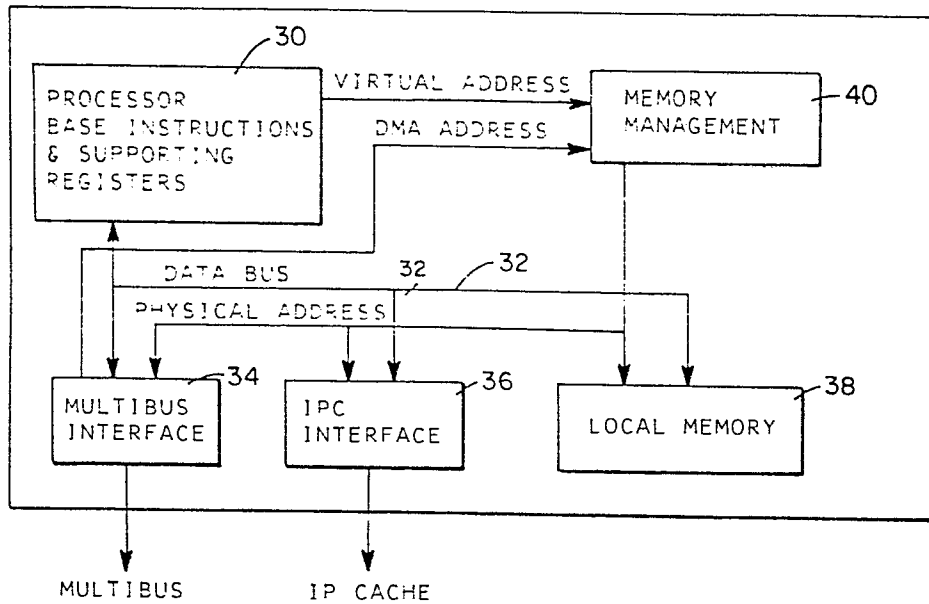 30
PROCESSOR
BASE INSTRUCTIONS
& SUPPORTING
REGISTERS
VIRTUAL ADDRESS
DMA ADDRESS
MEMORY
MANAGEMENT
40
DATA BUS
32
32
PHYSICAL ADDRESS
34
MULTIBUS
INTERFACE
36
IPC
INTERFACE
38
LOCAL MEMORY
MULTIBUS
IP CACHE